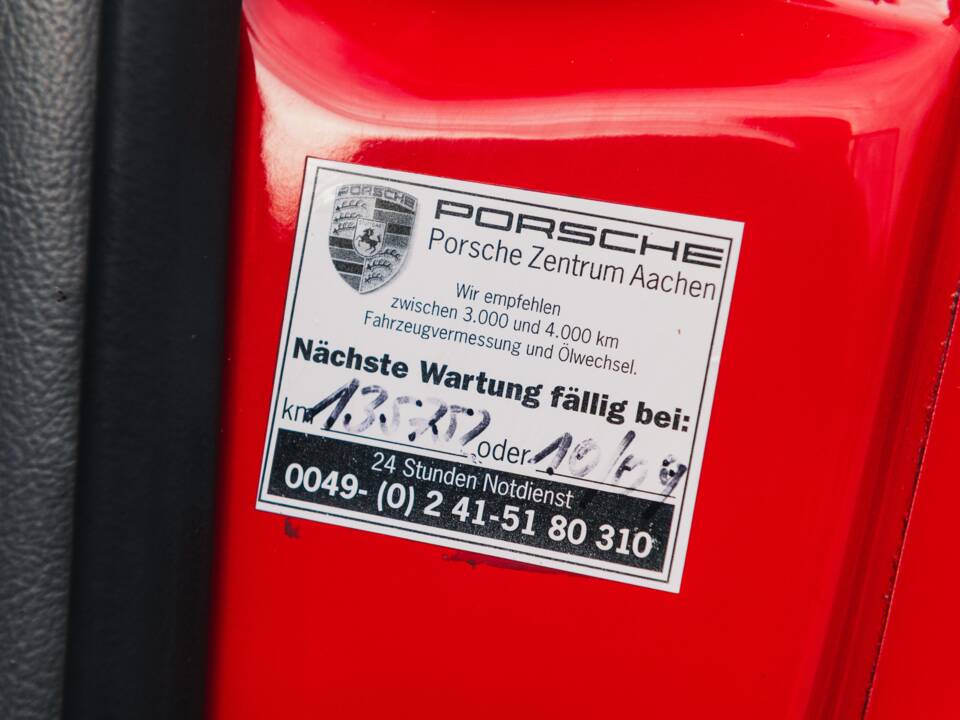 PORSCHE
PORSCHE
Porsche Zentrum Aachen
Wir empfehlen
zwischen 3.000 und 4.000 km
Fahrzeugvermessung und Ölwechsel.
Nächste Wartung fällig bei:
km 135.752 oder 10/09
24 Stunden Notdienst
0049- (0) 2 41-51 80 310